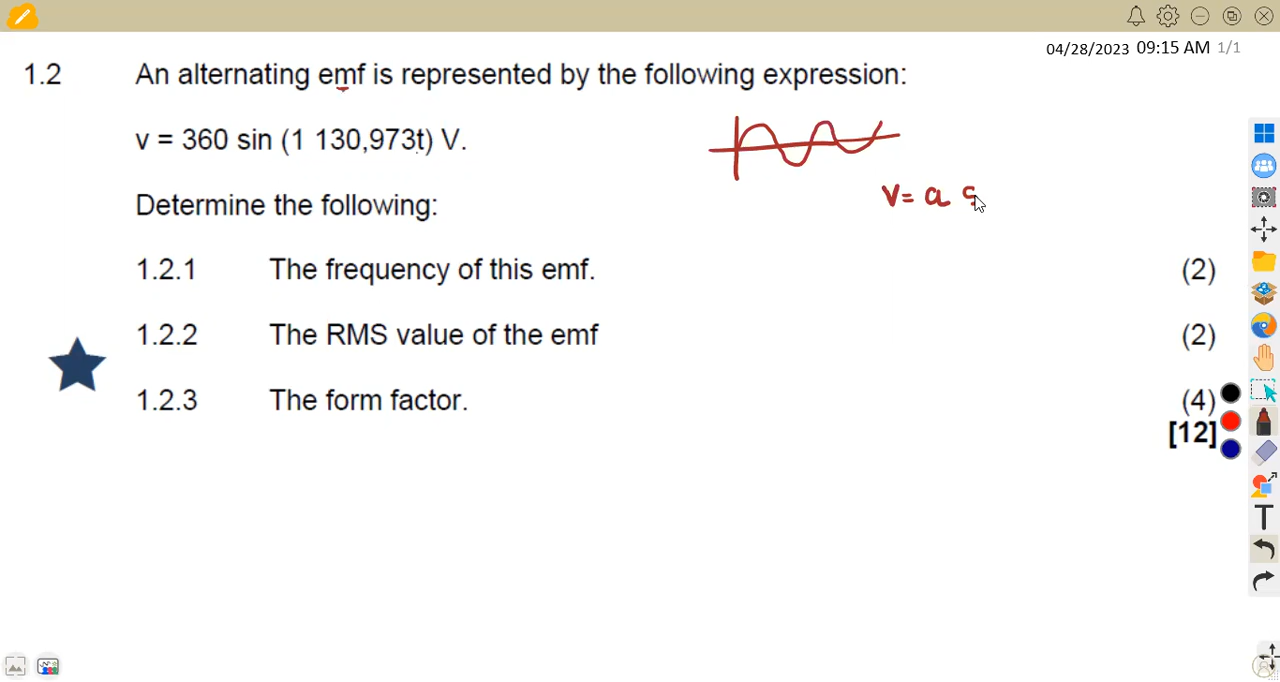 04/28/2023 09:15 AM 1/1
1.2 An alternating emf is represented by the following expression:
v = 360 sin (1 130,973t) V.
V = a s
Determine the following:
1.2.1 The frequency of this emf. (2)
1.2.2 The RMS value of the emf (2)
1.2.3 The form factor. (4)
[12]
T